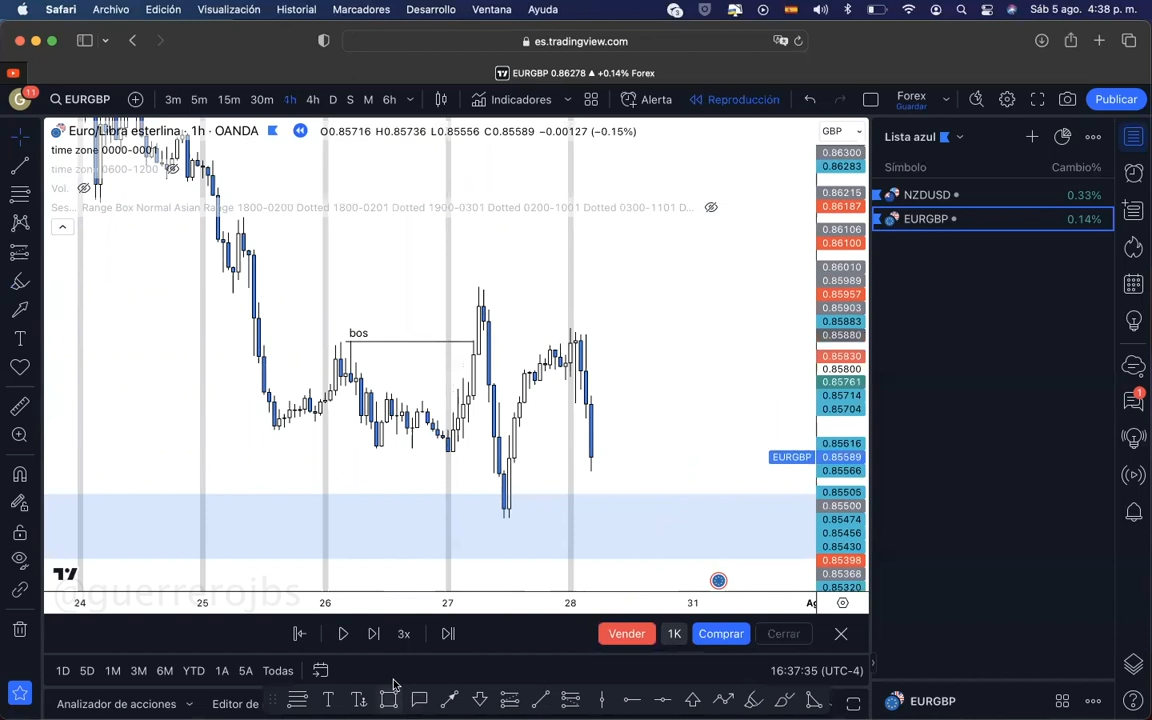 Safari Archivo Edición Visualización Historial Marcadores Desarrollo Ventana Ayuda Sáb 5 ago. 4:38 p. m.
es.tradingview.com
EURGBP 0.86278 ▲ +0.14% Forex
G 11 EURGBP 3m 5m 15m 30m 1h 4h D S M 6h Indicadores Alerta Reproducción Forex Guardar Publicar
Euro/Libra esterlina · 1h · OANDA O0.85716 H0.85736 L0.85556 C0.85589 −0.00127 (−0.15%) GBP
Lista azul
time zone 0000-0001
time zone 0600-1200
Símbolo Cambio%
Vol.
NZDUSD 0.33%
Ses... Range Box Normal Asian Range 1800-0200 Dotted 1800-0201 Dotted 1900-0301 Dotted 0200-1001 Dotted 0300-1101 D...
EURGBP 0.14%
0.86300
0.86283
0.86215
0.86187
0.86106
0.86100
0.86010
0.85989
0.85957
0.85903
0.85883
0.85880
bos
0.85830
0.85800
0.85761
0.85714
0.85704
0.85616
EURGBP 0.85589
0.85566
0.85505
0.85500
0.85474
0.85456
0.85430
0.85398
0.85368
0.85320
@guerrerojbs
24 25 26 27 28 31 Ag
3x Vender 1K Comprar Cerrar
1D 5D 1M 3M 6M YTD 1A 5A Todas 16:37:35 (UTC-4)
Analizador de acciones Editor de
EURGBP
1